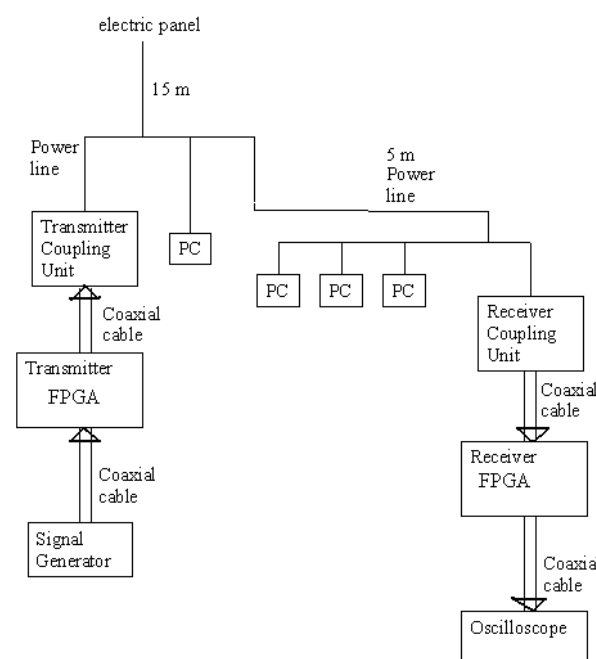 electric panel
15 m
Power
line
5 m
Power
line
Transmitter
Coupling
Unit
PC
PC
PC
PC
Receiver
Coupling
Unit
Coaxial
cable
Transmitter
FPGA
Coaxial
cable
Receiver
FPGA
Coaxial
cable
Signal
Generator
Coaxial
cable
Oscilloscope